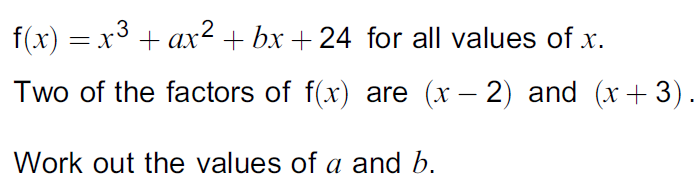 f(x) = x³ + ax² + bx + 24 for all values of x.
Two of the factors of f(x) are (x − 2) and (x + 3).
Work out the values of a and b.